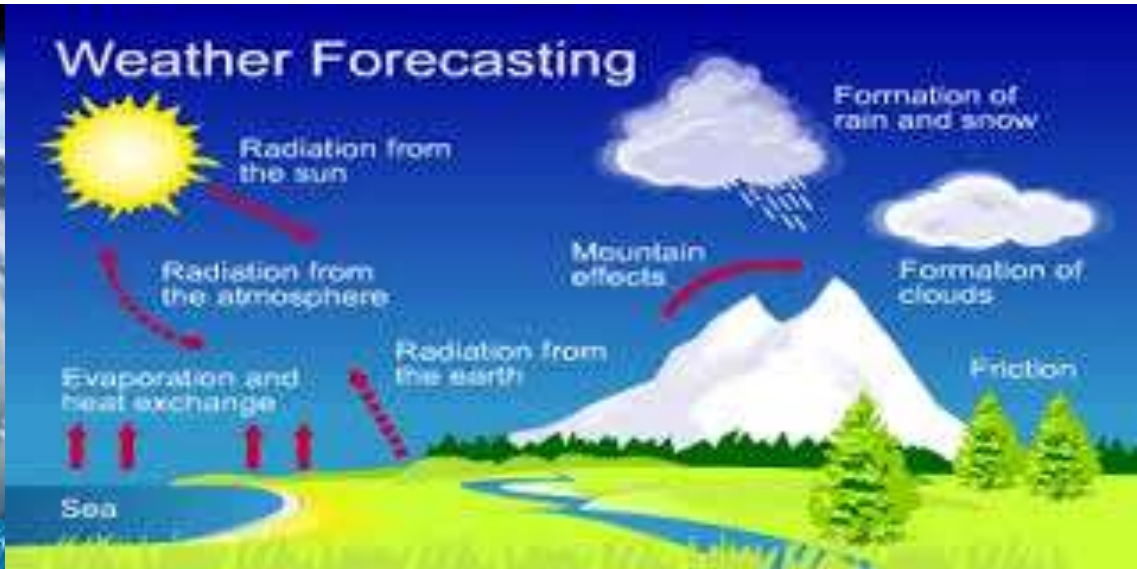 Weather Forecasting
Formation of
rain and snow
Radiation from
the sun
Mountain
effects
Radiation from
the atmosphere
Formation of
clouds
Radiation from
the earth
Friction
Evaporation and
heat exchange
Sea